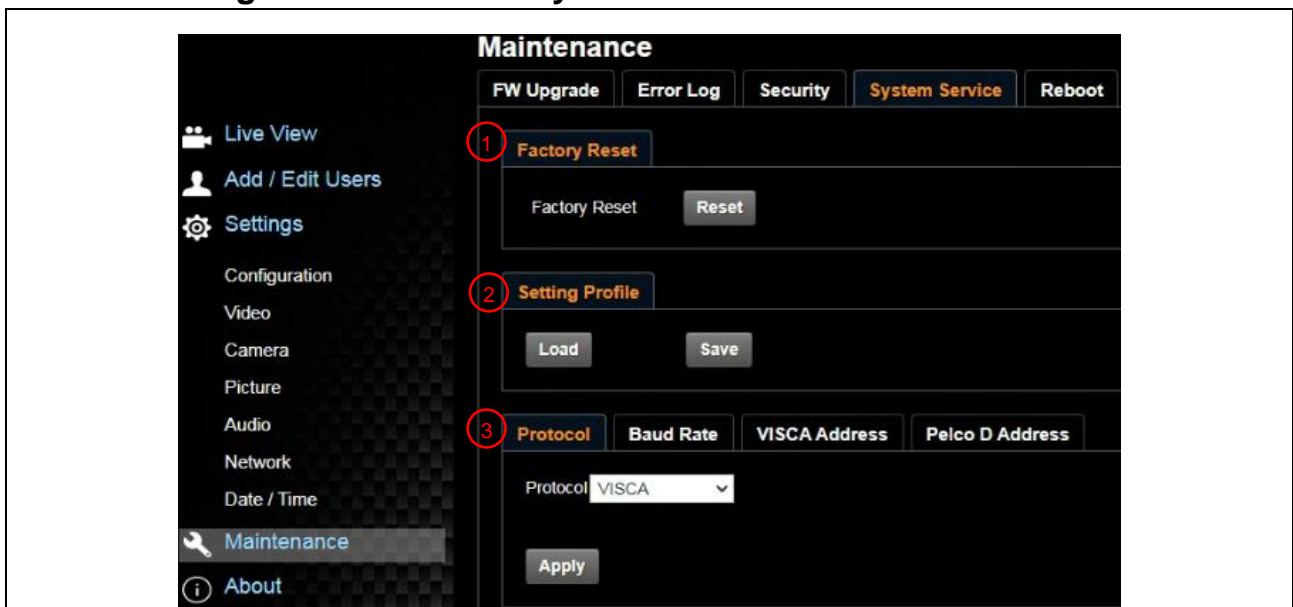 Maintenance
FW Upgrade Error Log Security System Service Reboot
Live View
Add / Edit Users
Settings
Configuration
Video
Camera
Picture
Audio
Network
Date / Time
Maintenance
About
1 Factory Reset
Factory Reset Reset
2 Setting Profile
Load Save
3 Protocol Baud Rate VISCA Address Pelco D Address
Protocol VISCA
Apply